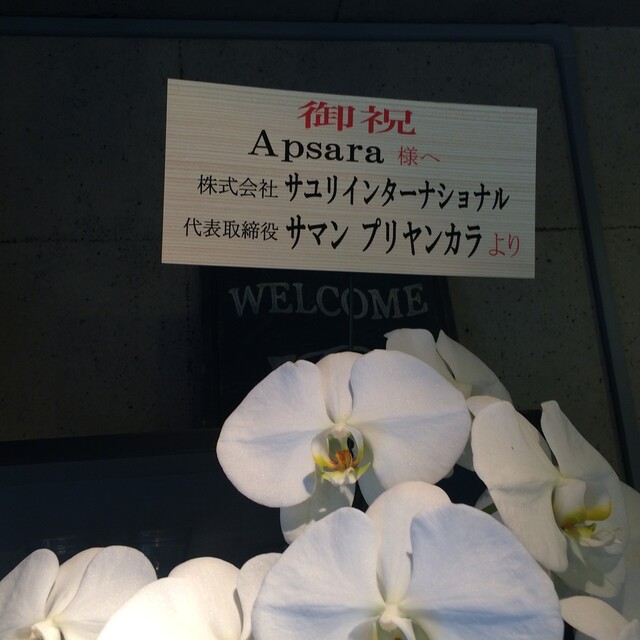 御祝
Apsara 様へ
株式会社 サユリインターナショナル
代表取締役 サマン プリヤンカラ より
WELCOME